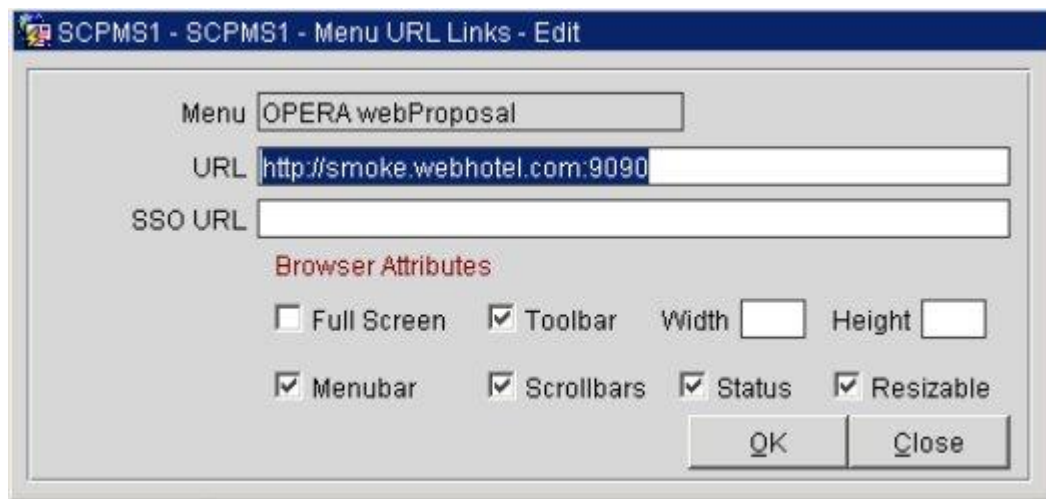 SCPMS1 - SCPMS1 - Menu URL Links - Edit
Menu OPERA webProposal
URL http://smoke.webhotel.com:9090
SSO URL
Browser Attributes
Full Screen Toolbar Width Height
Menubar Scrollbars Status Resizable
OK Close